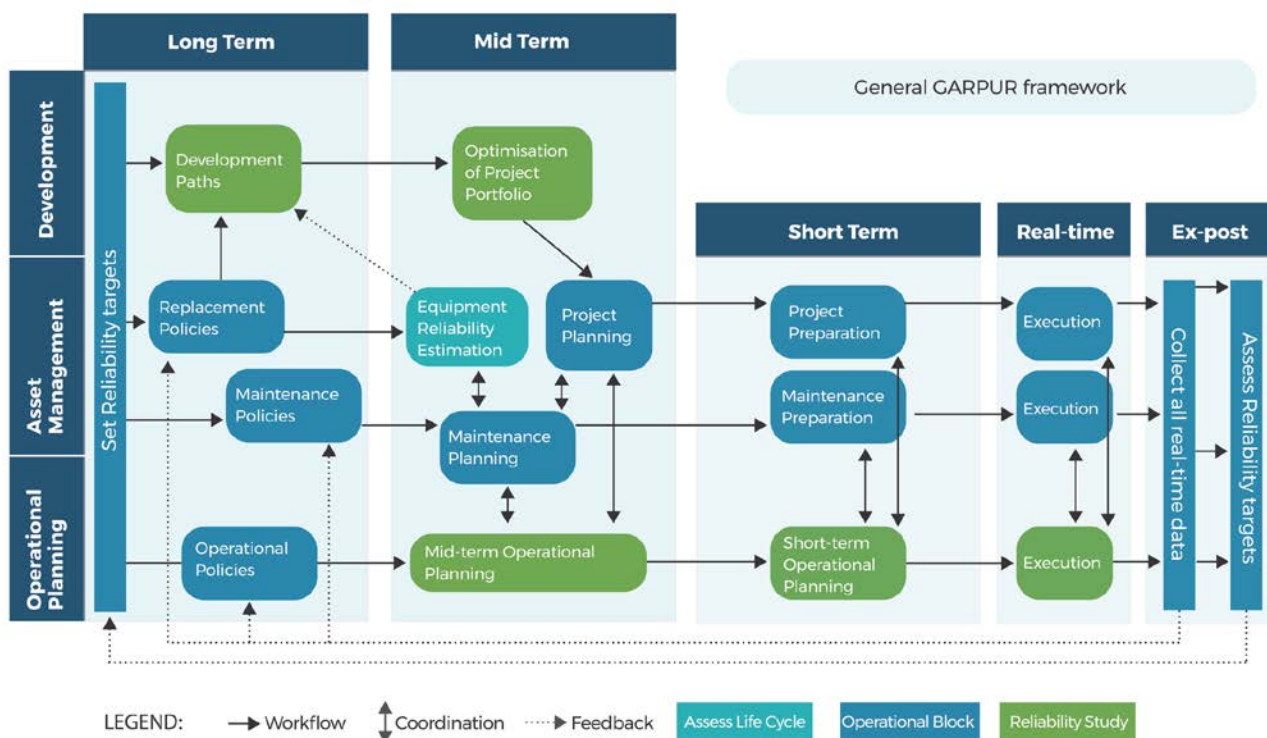 Long Term
Mid Term
General GARPUR framework
Development
Development
Paths
Optimisation
of Project
Portfolio
Short Term
Real-time
Ex-post
Asset
Management
Set Reliability targets
Replacement
Policies
Equipment
Reliability
Estimation
Project
Planning
Project
Preparation
Execution
Collect all real-time data
Assess Reliability targets
Maintenance
Policies
Maintenance
Planning
Maintenance
Preparation
Execution
Operational
Planning
Operational
Policies
Mid-term Operational
Planning
Short-term
Operational
Planning
Execution
LEGEND:
Workflow
Coordination
Feedback
Assess Life Cycle
Operational Block
Reliability Study